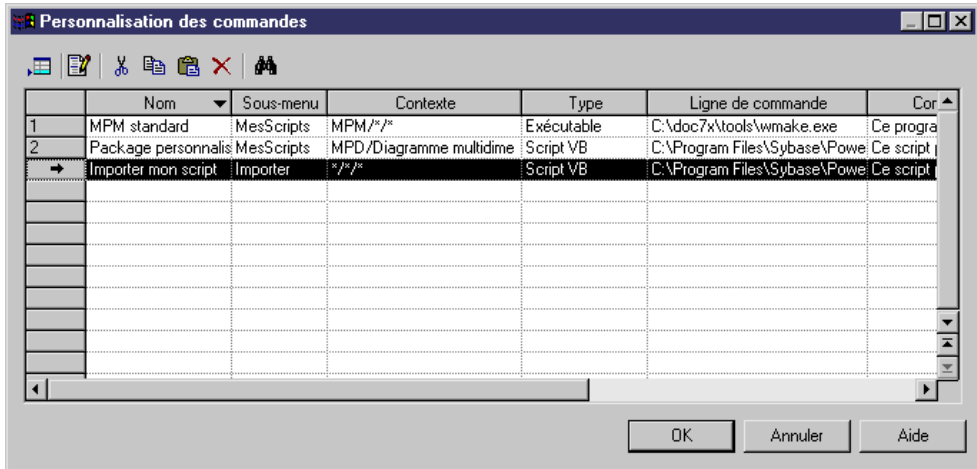 Personnalisation des commandes
Nom Sous-menu Contexte Type Ligne de commande Cor
1 MPM standard MesScripts MPM/*/* Exécutable C:\doc7x\tools\wmake.exe Ce progra
2 Package personnalis MesScripts MPD/Diagramme multidime Script VB C:\Program Files\Sybase\Powe Ce script
Importer mon script Importer */*/* Script VB C:\Program Files\Sybase\Powe Ce script
OK Annuler Aide